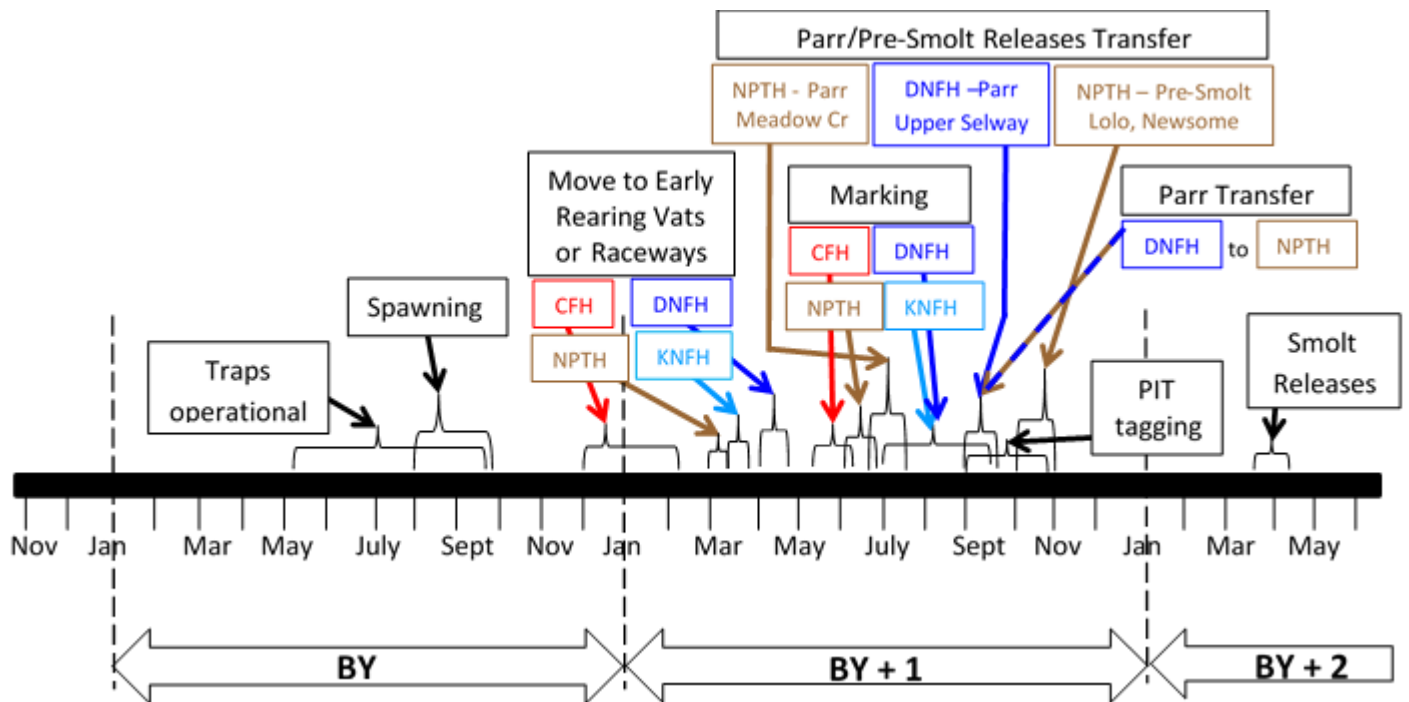 Parr/Pre-Smolt Releases Transfer
NPTH - Parr
Meadow Cr
DNFH –Parr
Upper Selway
NPTH – Pre-Smolt
Lolo, Newsome
Move to Early
Rearing Vats
or Raceways
Marking
Parr Transfer
CFH
DNFH
CFH
DNFH
DNFH to NPTH
NPTH
KNFH
NPTH
KNFH
Spawning
Traps
operational
PIT
tagging
Smolt
Releases
Nov Jan Mar May July Sept Nov Jan Mar May July Sept Nov Jan Mar May
BY
BY + 1
BY + 2